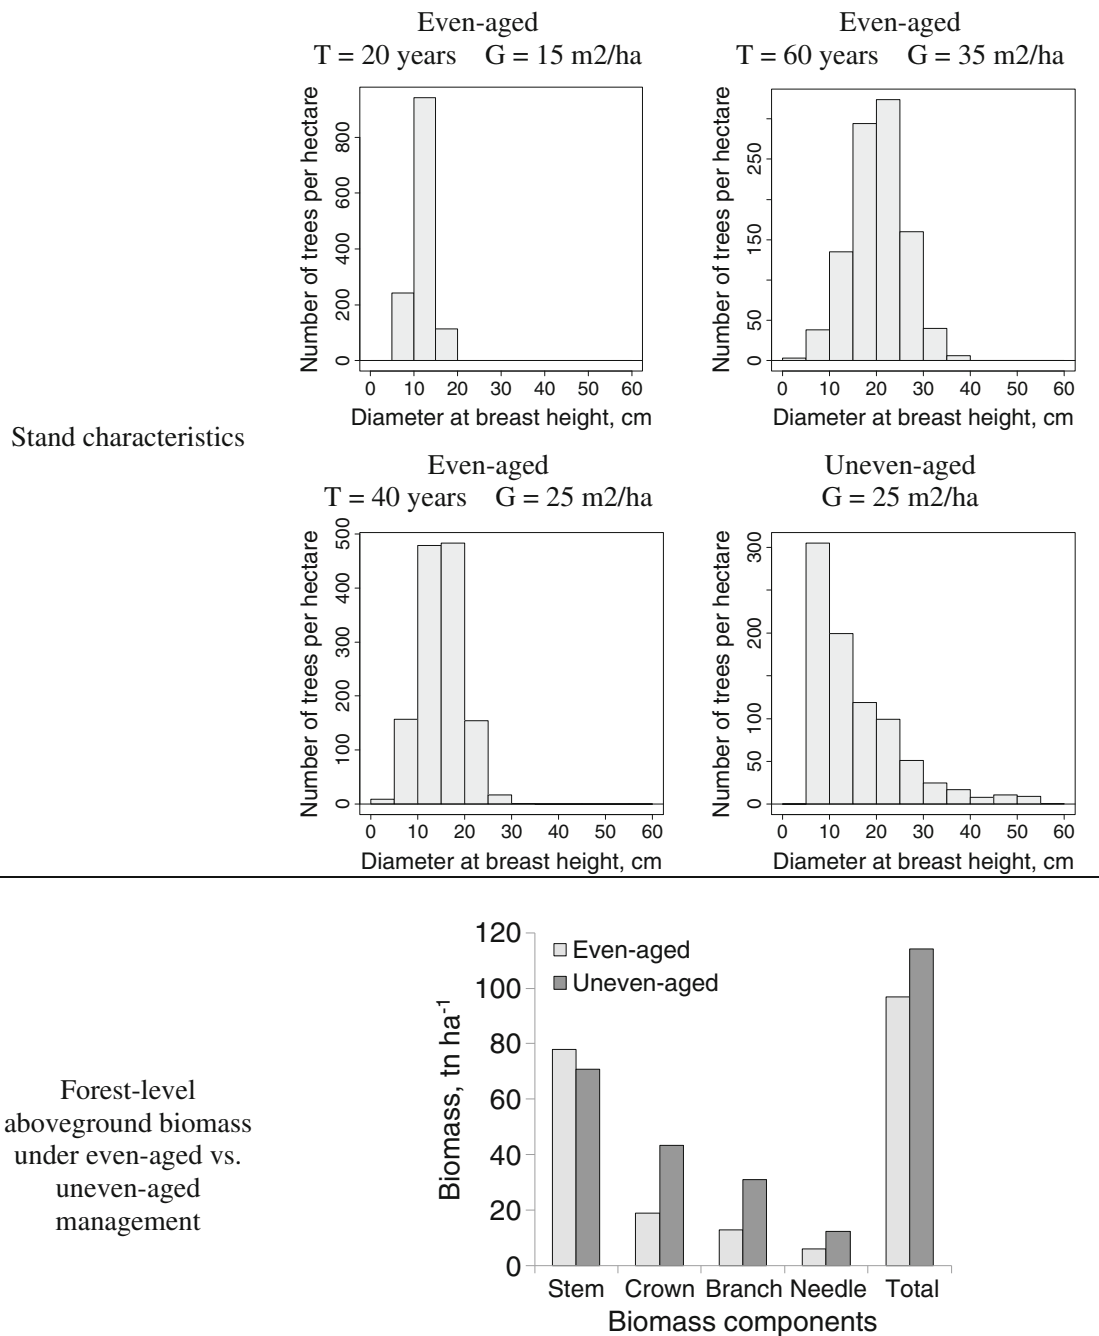 Even-aged
T = 20 years G = 15 m2/ha
Number of trees per hectare
800
600
400
200
0
0 10 20 30 40 50 60
Diameter at breast height, cm
Even-aged
T = 60 years G = 35 m2/ha
Number of trees per hectare
250
150
50
0
0 10 20 30 40 50 60
Diameter at breast height, cm
Stand characteristics
Even-aged
T = 40 years G = 25 m2/ha
Number of trees per hectare
500
400
300
200
100
0
0 10 20 30 40 50 60
Diameter at breast height, cm
Uneven-aged
G = 25 m2/ha
Number of trees per hectare
300
200
100
50
0
0 10 20 30 40 50 60
Diameter at breast height, cm
Forest-level
aboveground biomass
under even-aged vs.
uneven-aged
management
Biomass, tn ha⁻¹
120
100
80
60
40
20
0
Even-aged
Uneven-aged
Stem Crown Branch Needle Total
Biomass components